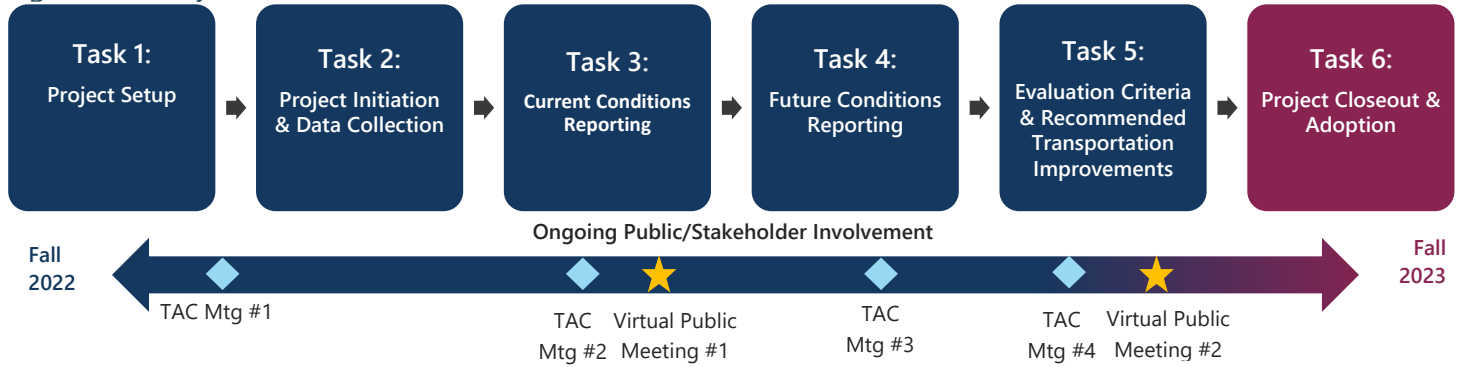 Task 1:
Project Setup
Task 2:
Project Initiation
& Data Collection
Task 3:
Current Conditions
Reporting
Task 4:
Future Conditions
Reporting
Task 5:
Evaluation Criteria
& Recommended
Transportation
Improvements
Task 6:
Project Closeout &
Adoption
Ongoing Public/Stakeholder Involvement
Fall
2022
Fall
2023
TAC Mtg #1
TAC
Mtg #2
Virtual Public
Meeting #1
TAC
Mtg #3
TAC
Mtg #4
Virtual Public
Meeting #2